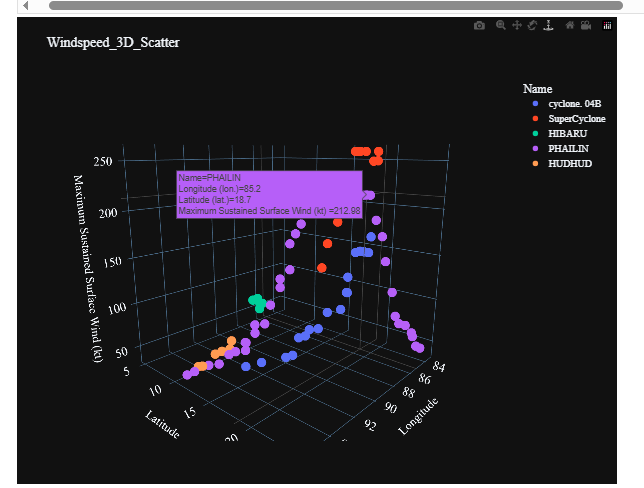 Windspeed_3D_Scatter
Name
cyclone. 04B
SuperCyclone
HIBARU
PHAILIN
HUDHUD
Name=PHAILIN
Longitude (lon.)=85.2
Latitude (lat.)=18.7
Maximum Sustained Surface Wind (kt) =212.98
Maximum Sustained Surface Wind (kt)
250
200
150
100
50
5
10
15
20
Latitude
84
86
88
90
92
Longitude